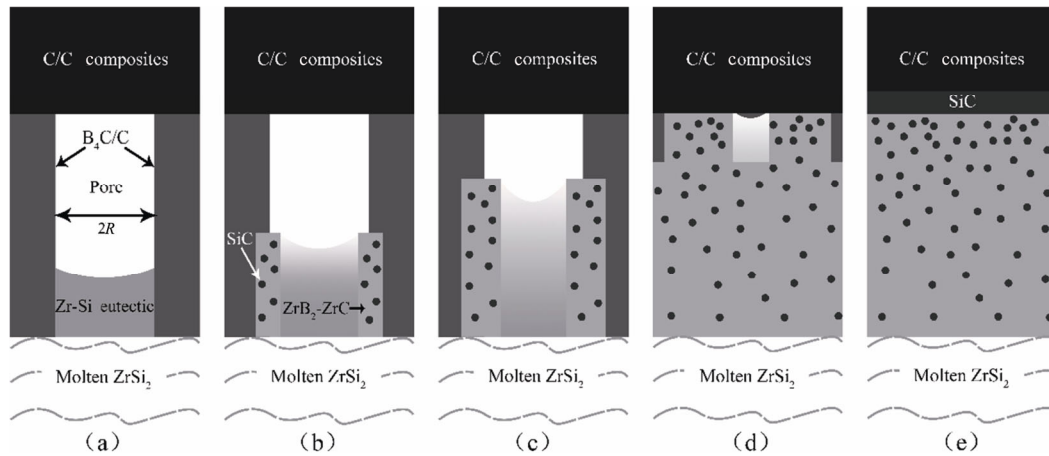 C/C composites
B4C/C
Pore
2R
Zr-Si eutectic
Molten ZrSi2
(a)
C/C composites
SiC
ZrB2-ZrC
Molten ZrSi2
(b)
C/C composites
Molten ZrSi2
(c)
C/C composites
Molten ZrSi2
(d)
C/C composites
SiC
Molten ZrSi2
(e)